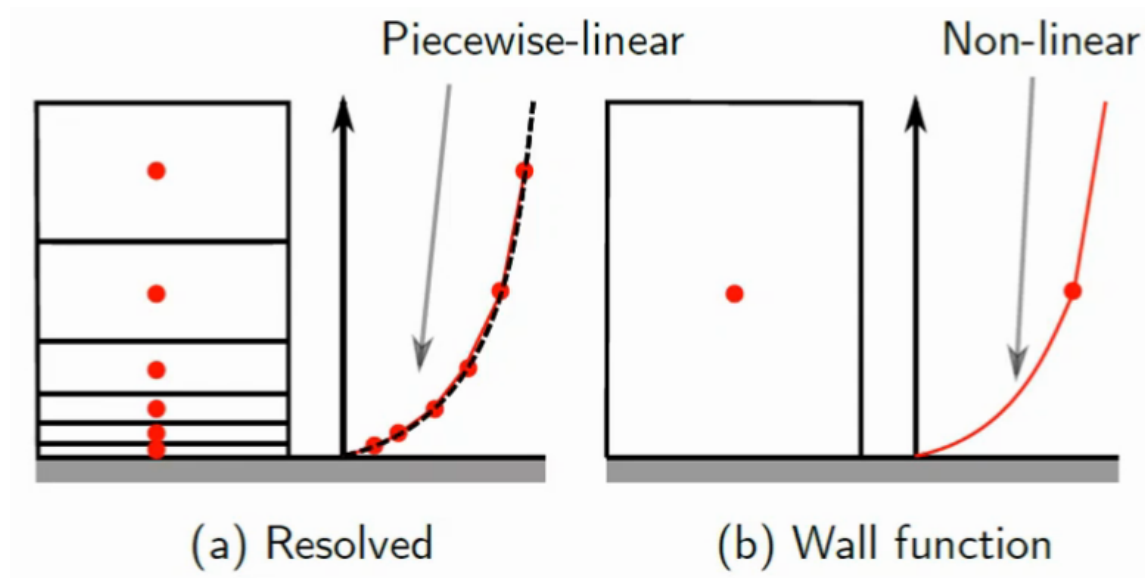 Piecewise-linear
Non-linear
(a) Resolved
(b) Wall function